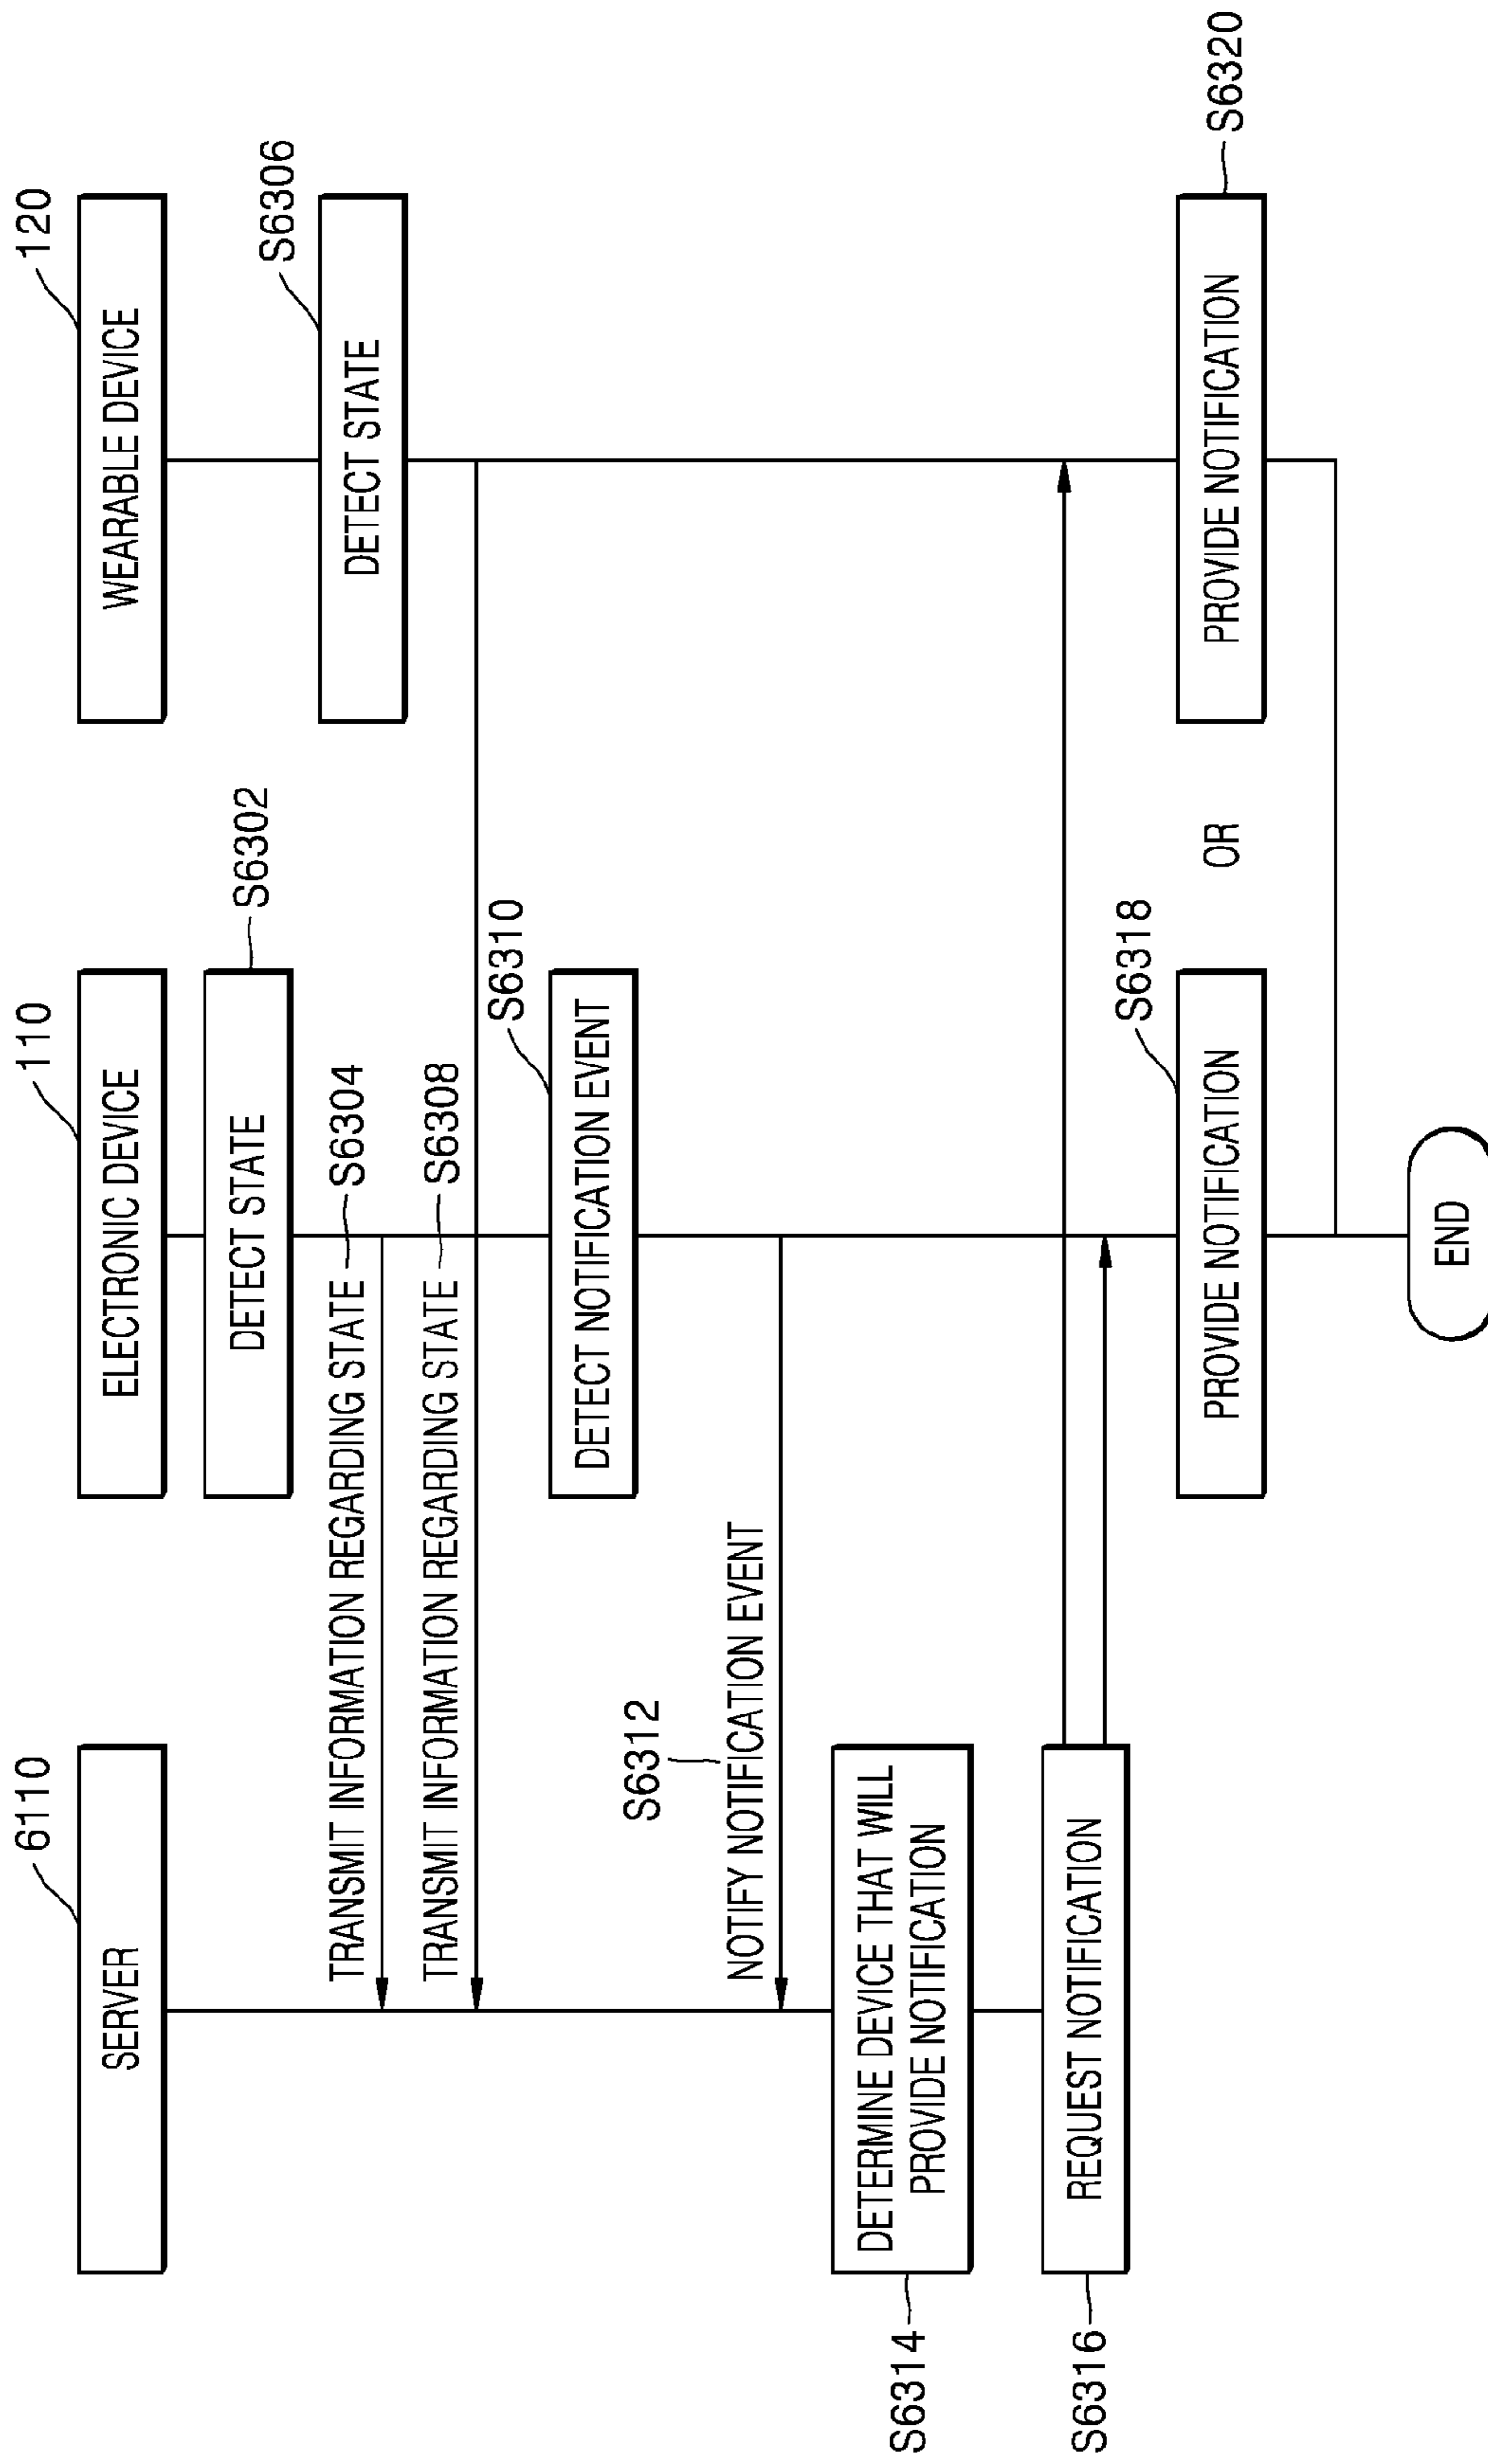 6110
110
120
SERVER
ELECTRONIC DEVICE
WEARABLE DEVICE
DETECT STATE
S6302
S6306
TRANSMIT INFORMATION REGARDING STATE
S6304
DETECT STATE
TRANSMIT INFORMATION REGARDING STATE
S6308
S6310
DETECT NOTIFICATION EVENT
S6312
NOTIFY NOTIFICATION EVENT
S6314
DETERMINE DEVICE THAT WILL
PROVIDE NOTIFICATION
S6316
REQUEST NOTIFICATION
S6318
PROVIDE NOTIFICATION
OR
PROVIDE NOTIFICATION
S6320
END